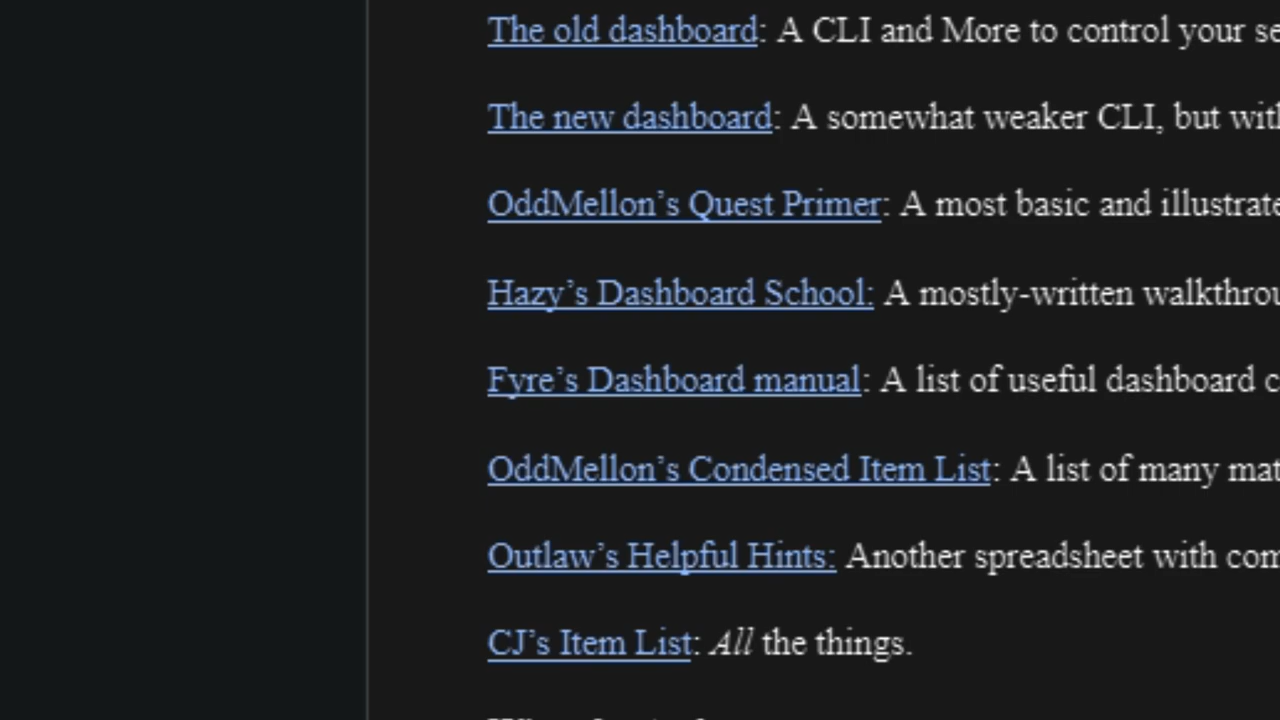 The old dashboard: A CLI and More to control your se
The new dashboard: A somewhat weaker CLI, but with
OddMellon’s Quest Primer: A most basic and illustrate
Hazy’s Dashboard School: A mostly-written walkthrou
Fyre’s Dashboard manual: A list of useful dashboard c
OddMellon’s Condensed Item List: A list of many mat
Outlaw’s Helpful Hints: Another spreadsheet with com
CJ’s Item List: All the things.